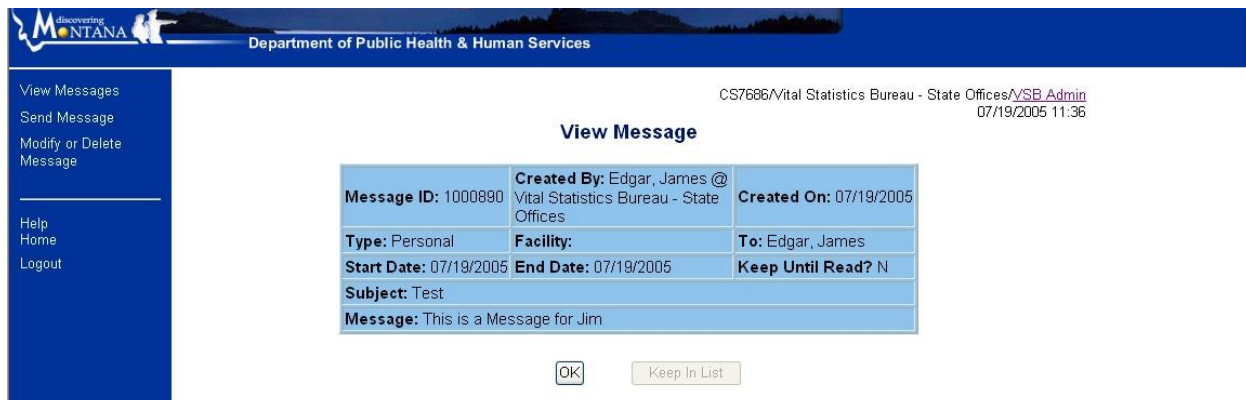 discovering
MONTANA
Department of Public Health & Human Services
View Messages
Send Message
Modify or Delete
Message
Help
Home
Logout
CS7686/Vital Statistics Bureau - State Offices/VSB Admin
07/19/2005 11:36
View Message
Message ID: 1000890
Created By: Edgar, James @
Vital Statistics Bureau - State
Offices
Created On: 07/19/2005
Type: Personal
Facility:
To: Edgar, James
Start Date: 07/19/2005
End Date: 07/19/2005
Keep Until Read? N
Subject: Test
Message: This is a Message for Jim
OK
Keep In List